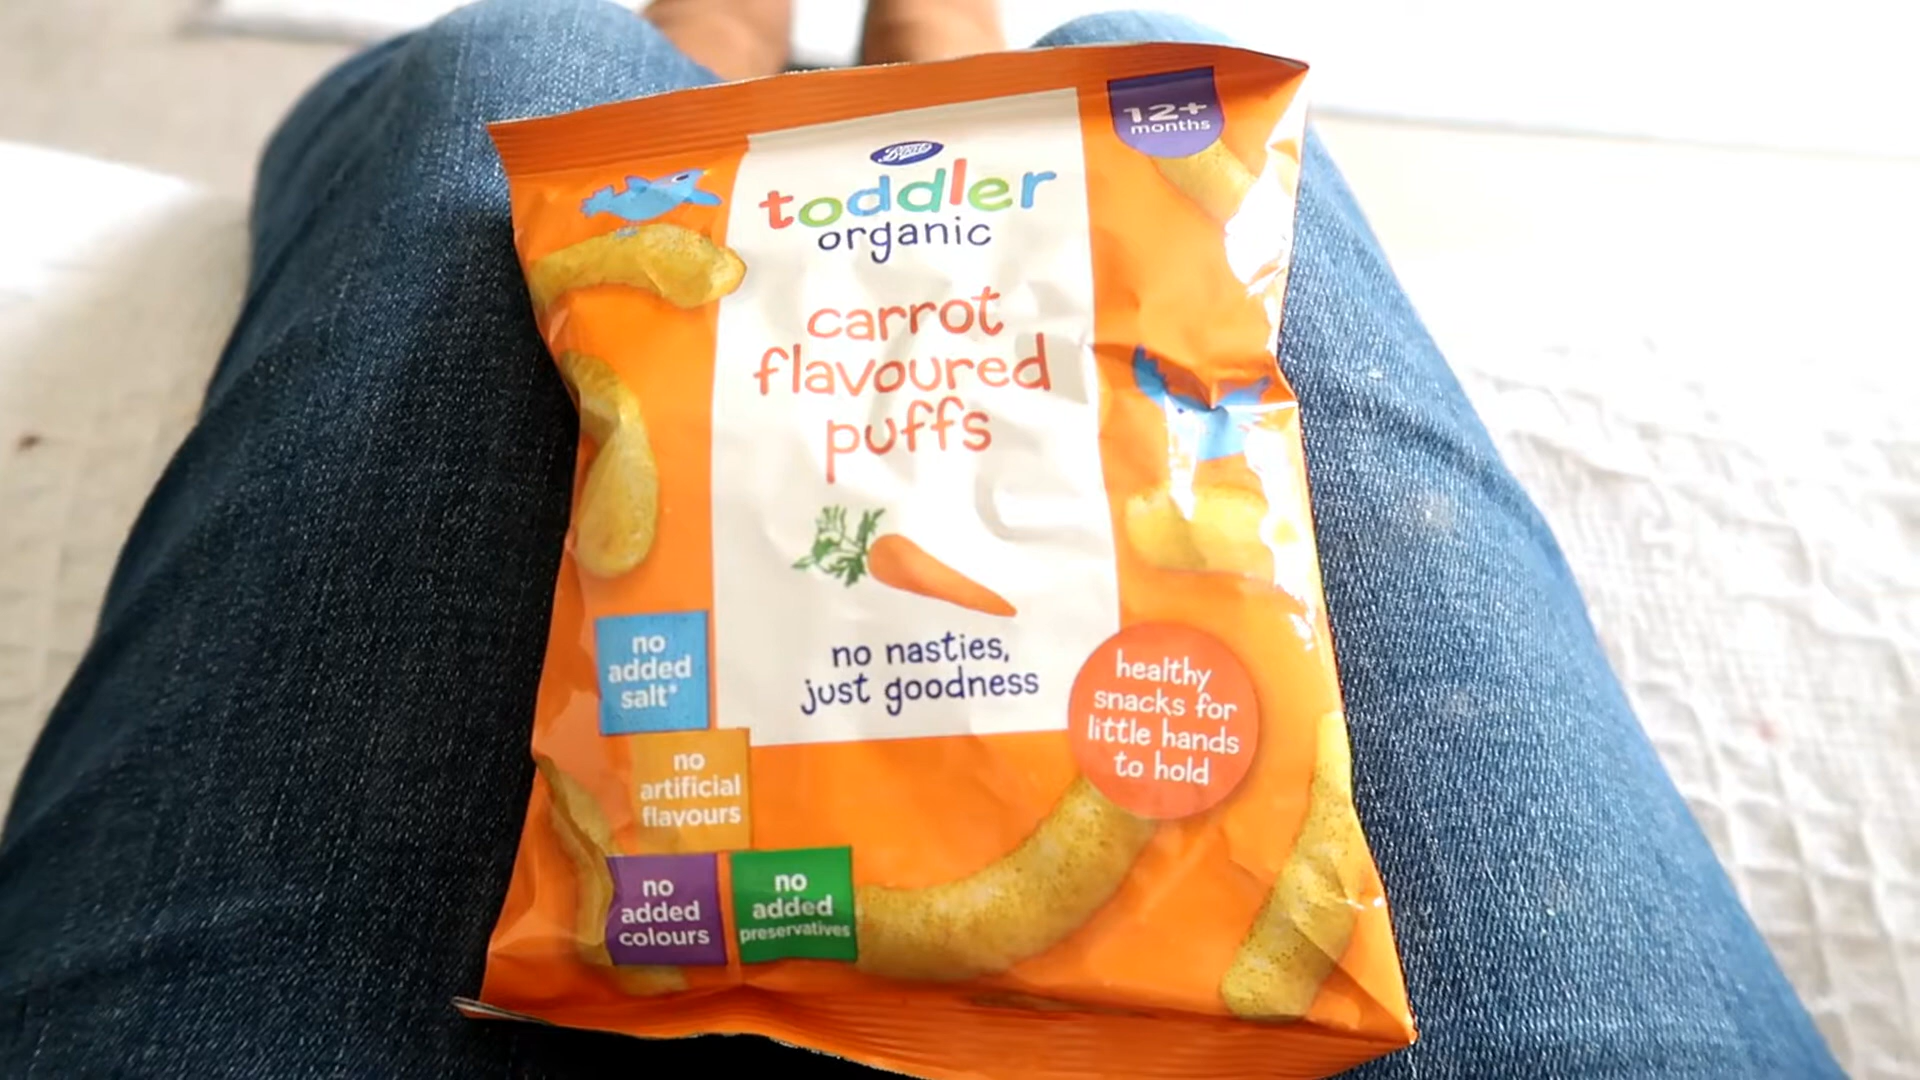 12+
months
Boots
toddler
organic
carrot
flavoured
puffs
no nasties,
just goodness
healthy
snacks for
little hands
to hold
no
added
salt*
no
artificial
flavours
no
added
colours
no
added
preservatives